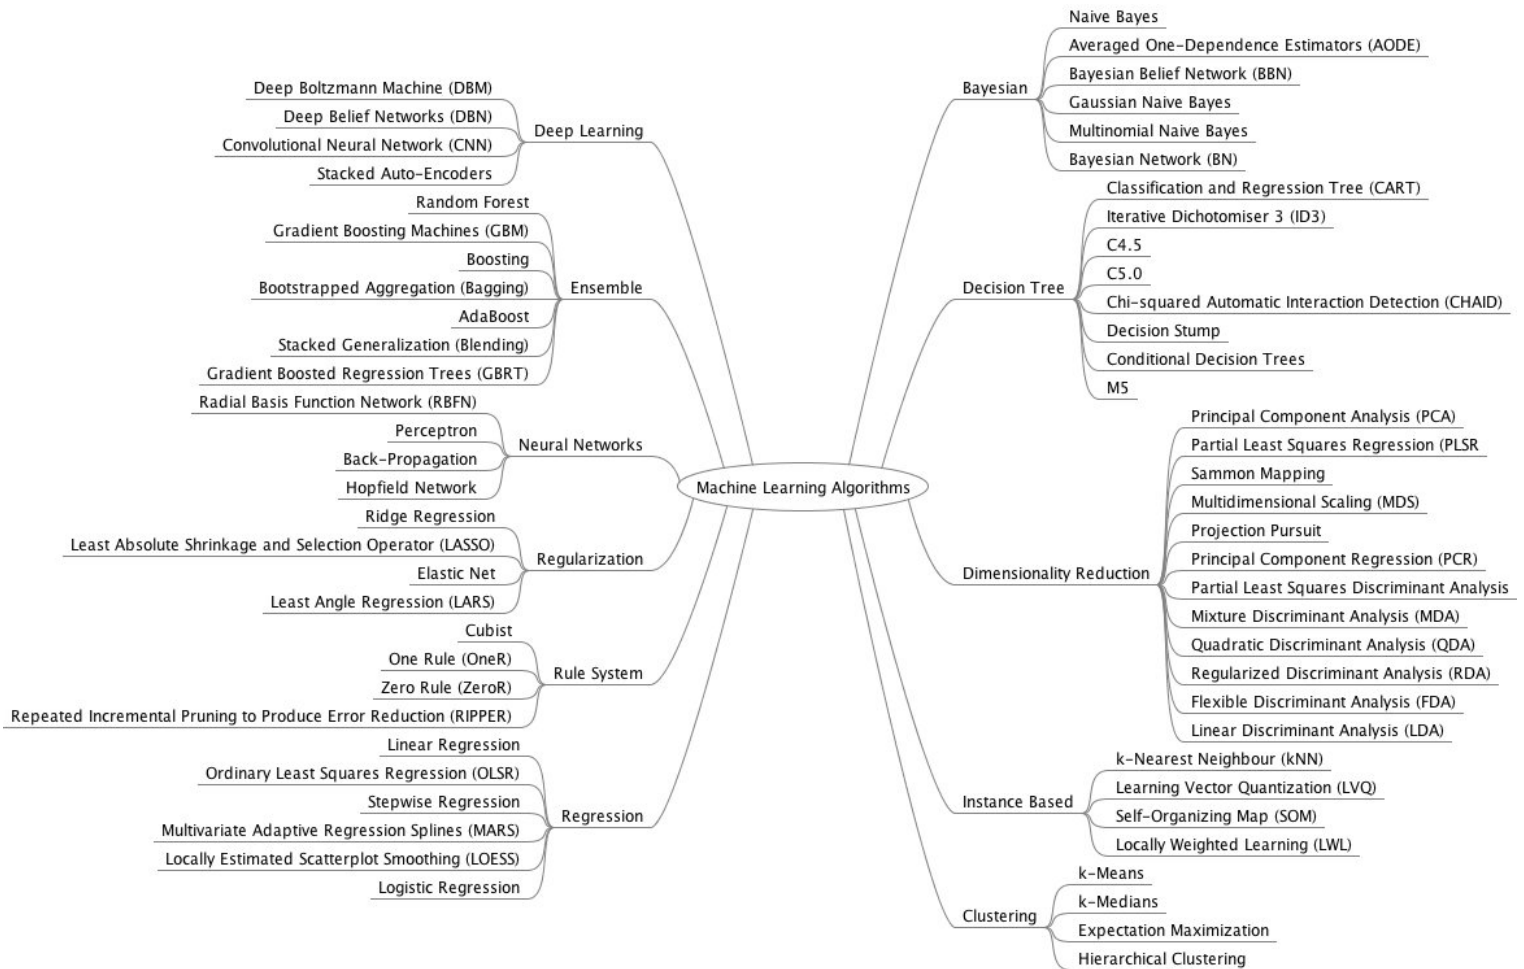 Machine Learning Algorithms
Deep Learning
Deep Boltzmann Machine (DBM)
Deep Belief Networks (DBN)
Convolutional Neural Network (CNN)
Stacked Auto-Encoders
Ensemble
Random Forest
Gradient Boosting Machines (GBM)
Boosting
Bootstrapped Aggregation (Bagging)
AdaBoost
Stacked Generalization (Blending)
Gradient Boosted Regression Trees (GBRT)
Neural Networks
Radial Basis Function Network (RBFN)
Perceptron
Back-Propagation
Hopfield Network
Regularization
Ridge Regression
Least Absolute Shrinkage and Selection Operator (LASSO)
Elastic Net
Least Angle Regression (LARS)
Rule System
Cubist
One Rule (OneR)
Zero Rule (ZeroR)
Repeated Incremental Pruning to Produce Error Reduction (RIPPER)
Regression
Linear Regression
Ordinary Least Squares Regression (OLSR)
Stepwise Regression
Multivariate Adaptive Regression Splines (MARS)
Locally Estimated Scatterplot Smoothing (LOESS)
Logistic Regression
Bayesian
Naive Bayes
Averaged One-Dependence Estimators (AODE)
Bayesian Belief Network (BBN)
Gaussian Naive Bayes
Multinomial Naive Bayes
Bayesian Network (BN)
Decision Tree
Classification and Regression Tree (CART)
Iterative Dichotomiser 3 (ID3)
C4.5
C5.0
Chi-squared Automatic Interaction Detection (CHAID)
Decision Stump
Conditional Decision Trees
M5
Dimensionality Reduction
Principal Component Analysis (PCA)
Partial Least Squares Regression (PLSR
Sammon Mapping
Multidimensional Scaling (MDS)
Projection Pursuit
Principal Component Regression (PCR)
Partial Least Squares Discriminant Analysis
Mixture Discriminant Analysis (MDA)
Quadratic Discriminant Analysis (QDA)
Regularized Discriminant Analysis (RDA)
Flexible Discriminant Analysis (FDA)
Linear Discriminant Analysis (LDA)
Instance Based
k-Nearest Neighbour (kNN)
Learning Vector Quantization (LVQ)
Self-Organizing Map (SOM)
Locally Weighted Learning (LWL)
Clustering
k-Means
k-Medians
Expectation Maximization
Hierarchical Clustering